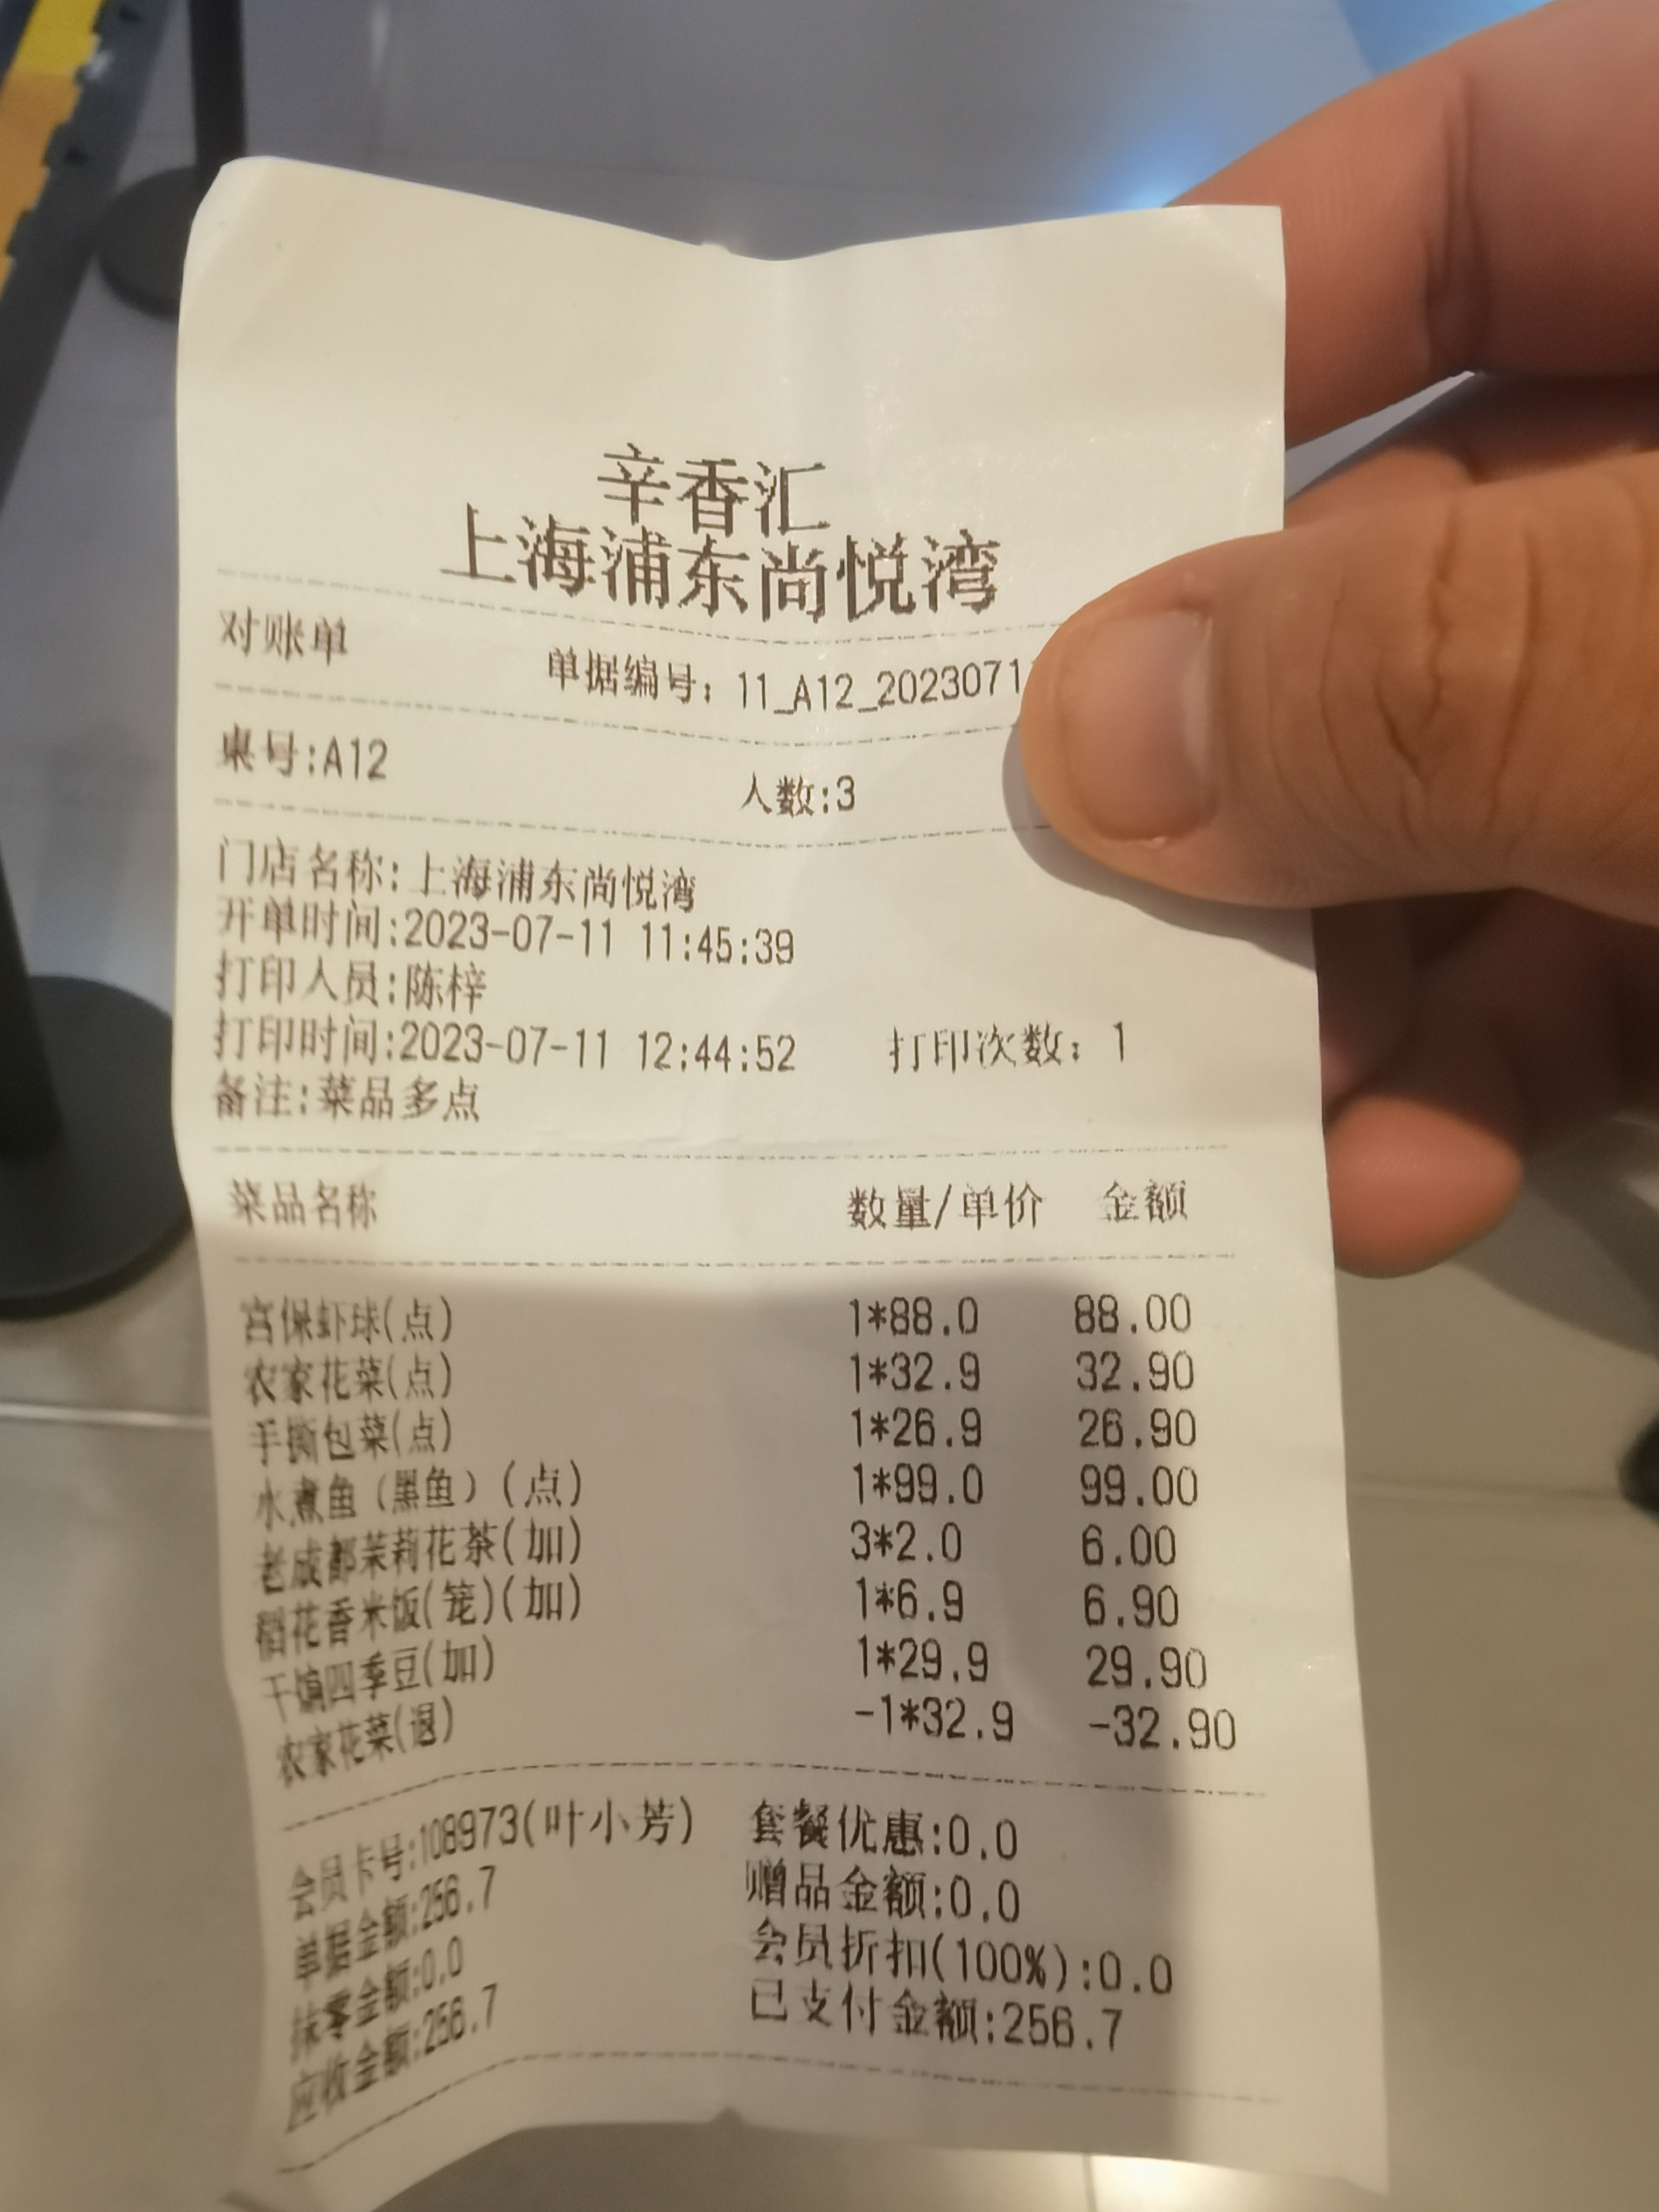 辛香汇
上海浦东尚悦湾
对账单 单据编号：11_A12_2023071
桌号:A12 人数:3
门店名称:上海浦东尚悦湾
开单时间:2023-07-11 11:45:39
打印人员:陈梓
打印时间:2023-07-11 12:44:52 打印次数：1
备注:菜品多点
菜品名称 数量/单价 金额
宫保虾球(点) 1*88.0 88.00
农家花菜(点) 1*32.9 32.90
手撕包菜(点) 1*26.9 26.90
水煮鱼（黑鱼）(点) 1*99.0 99.00
老成都茉莉花茶(加) 3*2.0 6.00
稻花香米饭(笼)(加) 1*6.9 6.90
干煸四季豆(加) 1*29.9 29.90
农家花菜(退) -1*32.9 -32.90
会员卡号:108973(叶小芳) 套餐优惠:0.0
单据金额:256.7 赠品金额:0.0
抹零金额:0.0 会员折扣(100%):0.0
应收金额:256.7 已支付金额:256.7